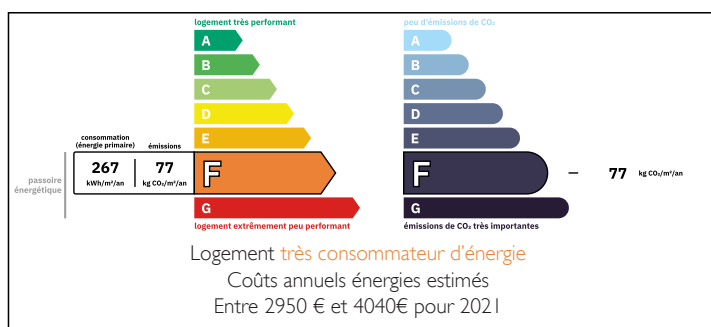 logement très performant
A
B
C
D
E
consommation
(énergie primaire)
émissions
267
kWh/m²/an
77
kg CO₂/m²/an
F
passoire
énergétique
G
logement extrêmement peu performant
peu d'émissions de CO₂
A
B
C
D
E
F
77 kg CO₂/m²/an
G
émissions de CO₂ très importantes
Logement très consommateur d'énergie
Coûts annuels énergies estimés
Entre 2950 € et 4040€ pour 2021